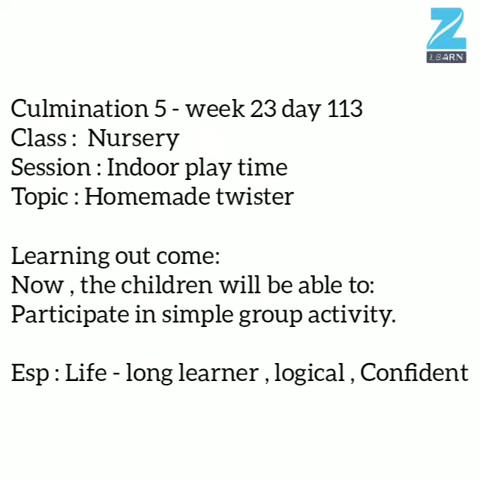 Z
LEARN
Culmination 5 - week 23 day 113
Class :  Nursery
Session : Indoor play time
Topic : Homemade twister
Learning out come:
Now , the children will be able to:
Participate in simple group activity.
Esp : Life - long learner , logical , Confident